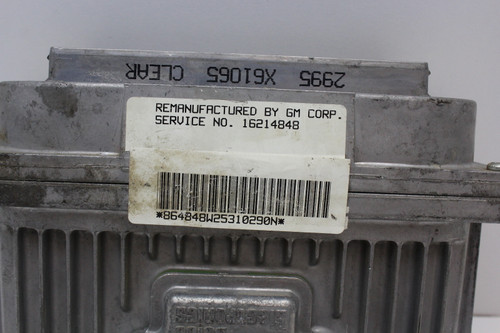 2995 X61065 CLEAR
REMANUFACTURED BY GM CORP.
SERVICE NO. 16214848
*864848W25310290N*